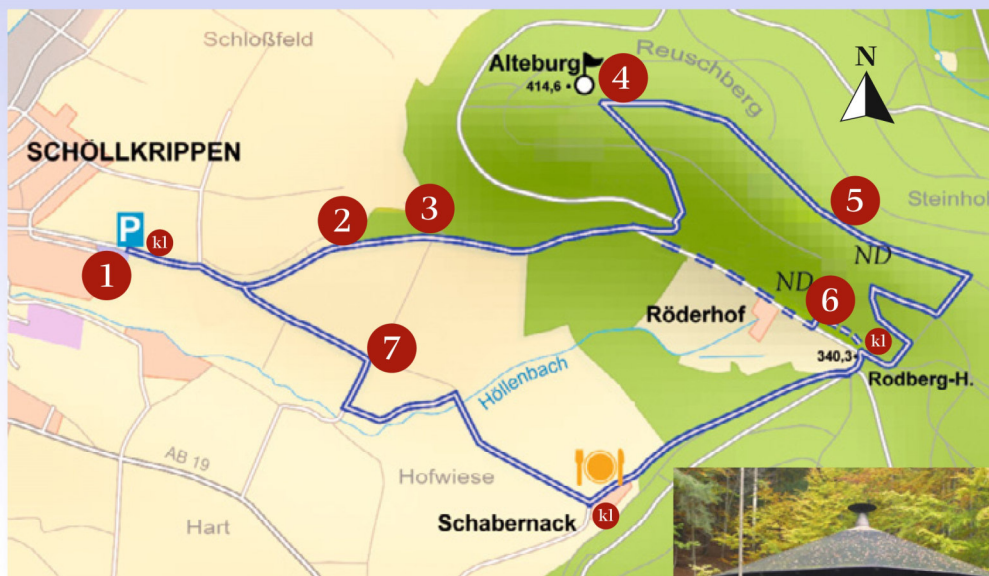 Schloßfeld
Alteburg
414,6
4
Reuschberg
N
SCHÖLLKRIPPEN
2
3
5
P
kl
1
ND
ND
6
Röderhof
kl
340,3
Rodberg-H.
7
Höllenbach
AB 19
Hofwiese
Hart
Schabernack
kl